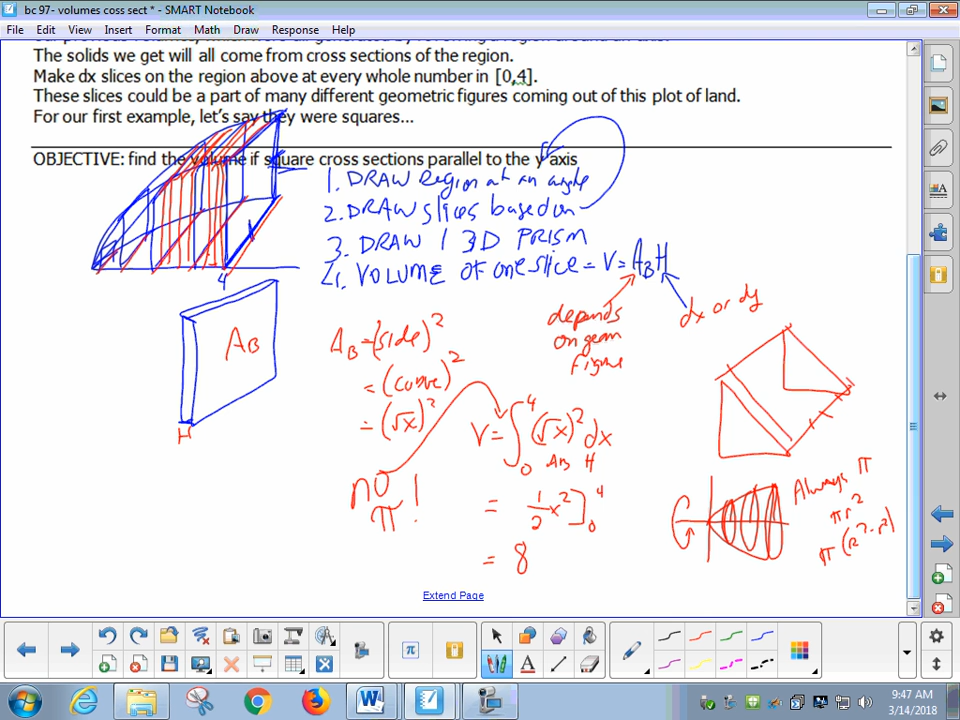 bc 97- volumes coss sect * - SMART Notebook
File Edit View Insert Format Math Draw Response Help
The solids we get will all come from cross sections of the region.
Make dx slices on the region above at every whole number in [0,4].
These slices could be a part of many different geometric figures coming out of this plot of land.
For our first example, let's say they were squares...
OBJECTIVE: find the volume if square cross sections parallel to the y axis
1. DRAW Region at an angle
2. DRAW slices based on
3. DRAW 1 3D PRISM
4. VOLUME OF one slice = V = A_B H
4
depends
on geom
figure
dx or dy
A_B
H
A_B = (side)²
= (curve)²
= (√x)²
V = ∫₀⁴ (√x)² dx
A_B H
no
π!
= 1/2 x² ]₀⁴
= 8
Always π
πr²
π(R²-r²)
Extend Page
9:47 AM
3/14/2018